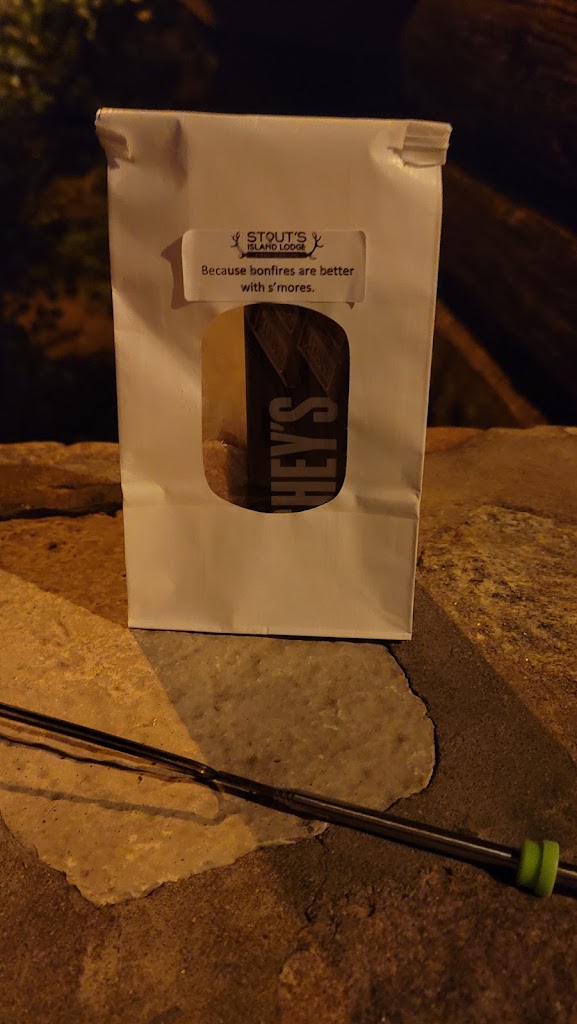 STOUT'S
ISLAND LODGE
Because bonfires are better
with s'mores.
HEY'S